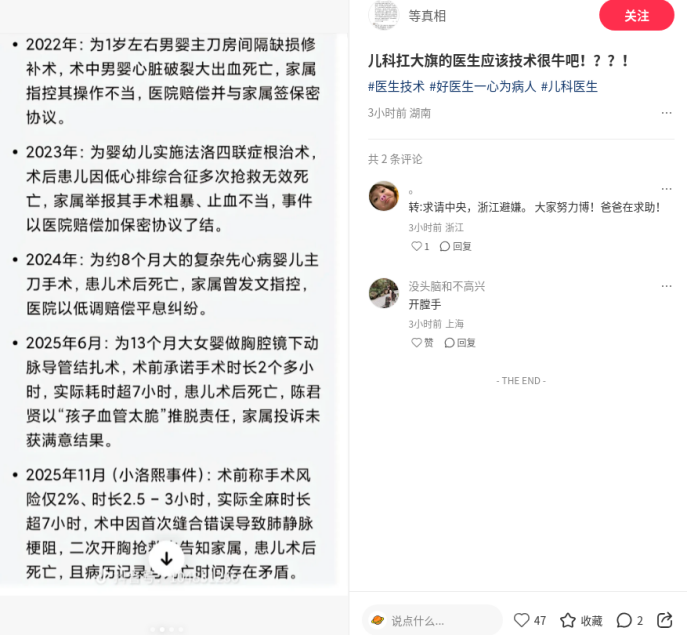 • 2022年：为1岁左右男婴主刀房间隔缺损修
补术，术中男婴心脏破裂大出血死亡，家属
指控其操作不当，医院赔偿并与家属签保密
协议。
• 2023年：为婴幼儿实施法洛四联症根治术，
术后患儿因低心排综合征多次抢救无效死
亡，家属举报其手术粗暴、止血不当，事件
以医院赔偿加保密协议了结。
• 2024年：为约8个月大的复杂先心病婴儿主
刀手术，患儿术后死亡，家属曾发文指控，
医院以低调赔偿平息纠纷。
• 2025年6月：为13个月大女婴做胸腔镜下动
脉导管结扎术，术前承诺手术时长2个多小
时，实际耗时超7小时，患儿术后死亡，陈君
贤以“孩子血管太脆”推脱责任，家属投诉未
获满意结果。
• 2025年11月（小洛熙事件）：术前称手术风
险仅2%、时长2.5 – 3小时，实际全麻时长
超7小时，术中因首次缝合错误导致肺静脉
梗阻，二次开胸抢 告知家属，患儿术后
死亡，且病历记录 死亡时间存在矛盾。
等真相
关注
儿科扛大旗的医生应该技术很牛吧！？？！
#医生技术 #好医生一心为病人 #儿科医生
3小时前 湖南
共 2 条评论
。
转:求请中央，浙江避嫌。 大家努力博！爸爸在求助！
3小时前 浙江
1 回复
没头脑和不高兴
开膛手
3小时前 上海
赞 回复
- THE END -
说点什么... 47 收藏 2